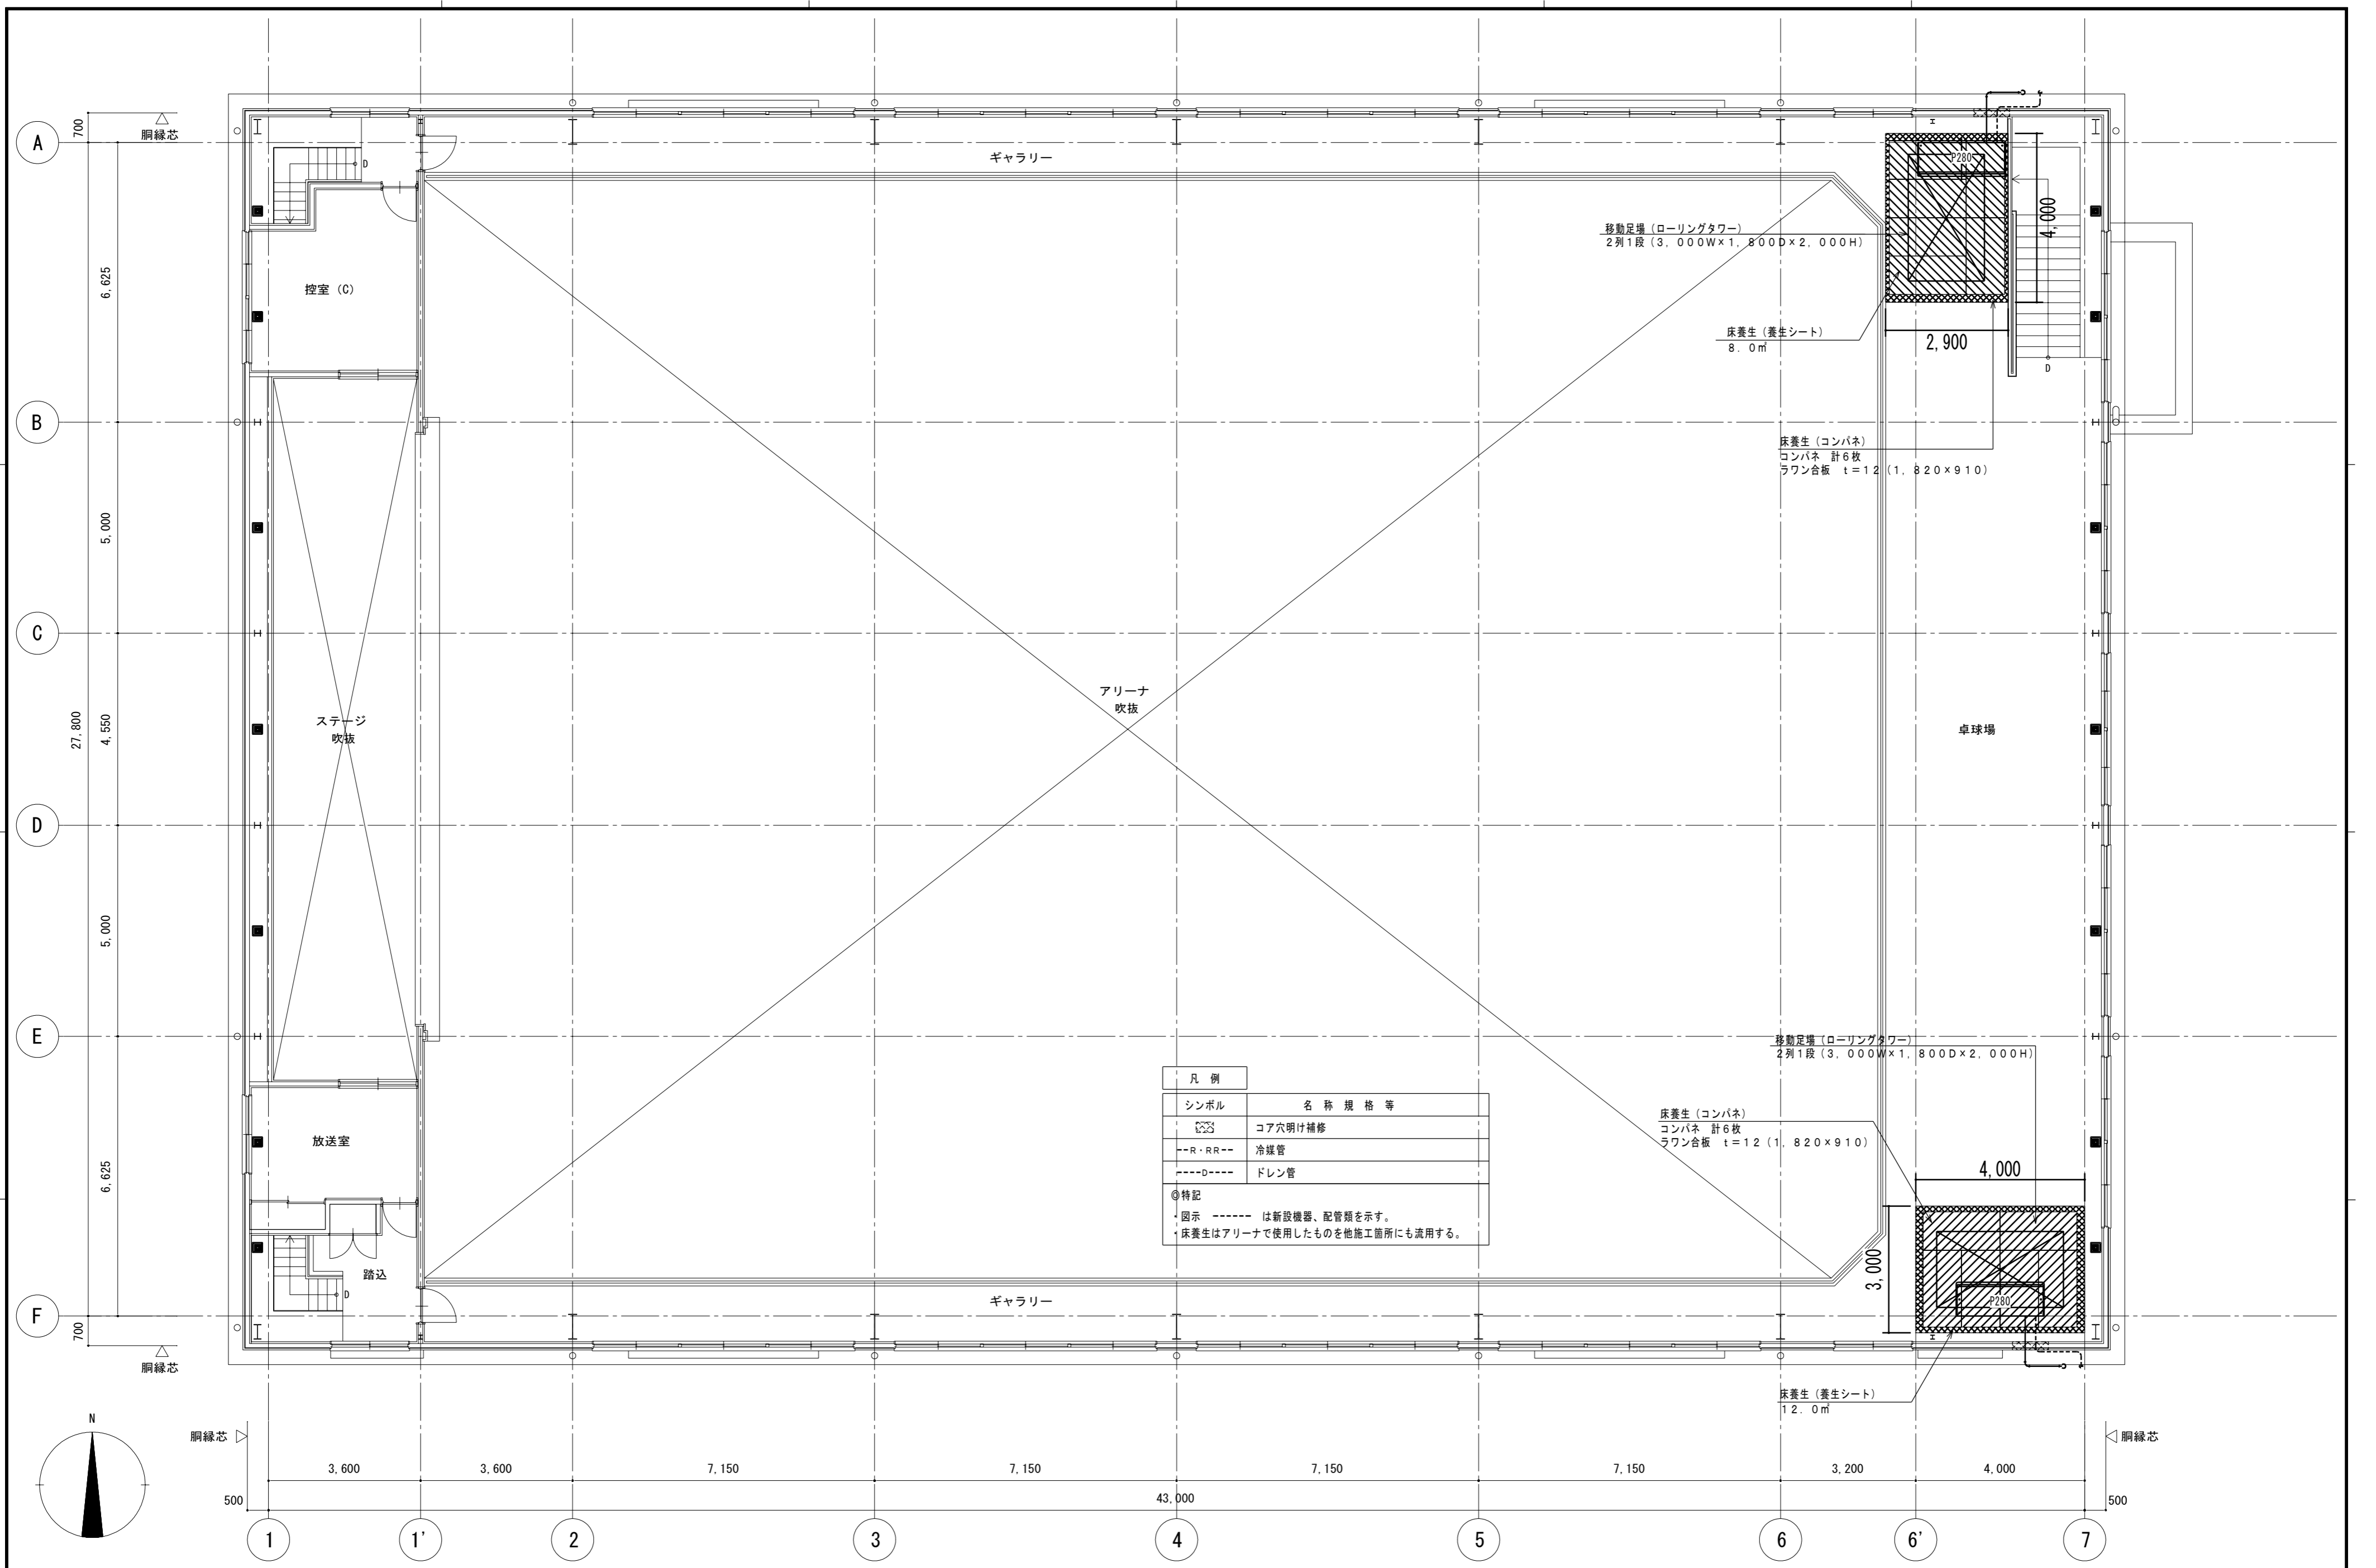 700
胴縁芯
A
ギャラリー
D
P280
4,000
移動足場(ローリングタワー)
2列1段(3,000W×1,800D×2,000H)
6,625
控室(C)
床養生(養生シート)
8.0㎡
2,900
D
B
床養生(コンパネ)
コンパネ 計6枚
ラワン合板 t=12(1,820×910)
5,000
C
27,800
4,550
ステージ
吹抜
アリーナ
吹抜
卓球場
D
5,000
E
移動足場(ローリングタワー)
2列1段(3,000W×1,800D×2,000H)
凡 例
シンボル 名 称 規 格 等
コア穴明け補修
--R・RR-- 冷媒管
----D---- ドレン管
◎特記
・図示 ------ は新設機器、配管類を示す。
・床養生はアリーナで使用したものを他施工箇所にも流用する。
床養生(コンパネ)
コンパネ 計6枚
ラワン合板 t=12(1,820×910)
放送室
6,625
4,000
3,000
踏込
D
P280
ギャラリー
F
700
胴縁芯
床養生(養生シート)
12.0㎡
N
胴縁芯
胴縁芯
3,600 3,600 7,150 7,150 7,150 7,150 3,200 4,000
500 43,000 500
1 1' 2 3 4 5 6 6' 7